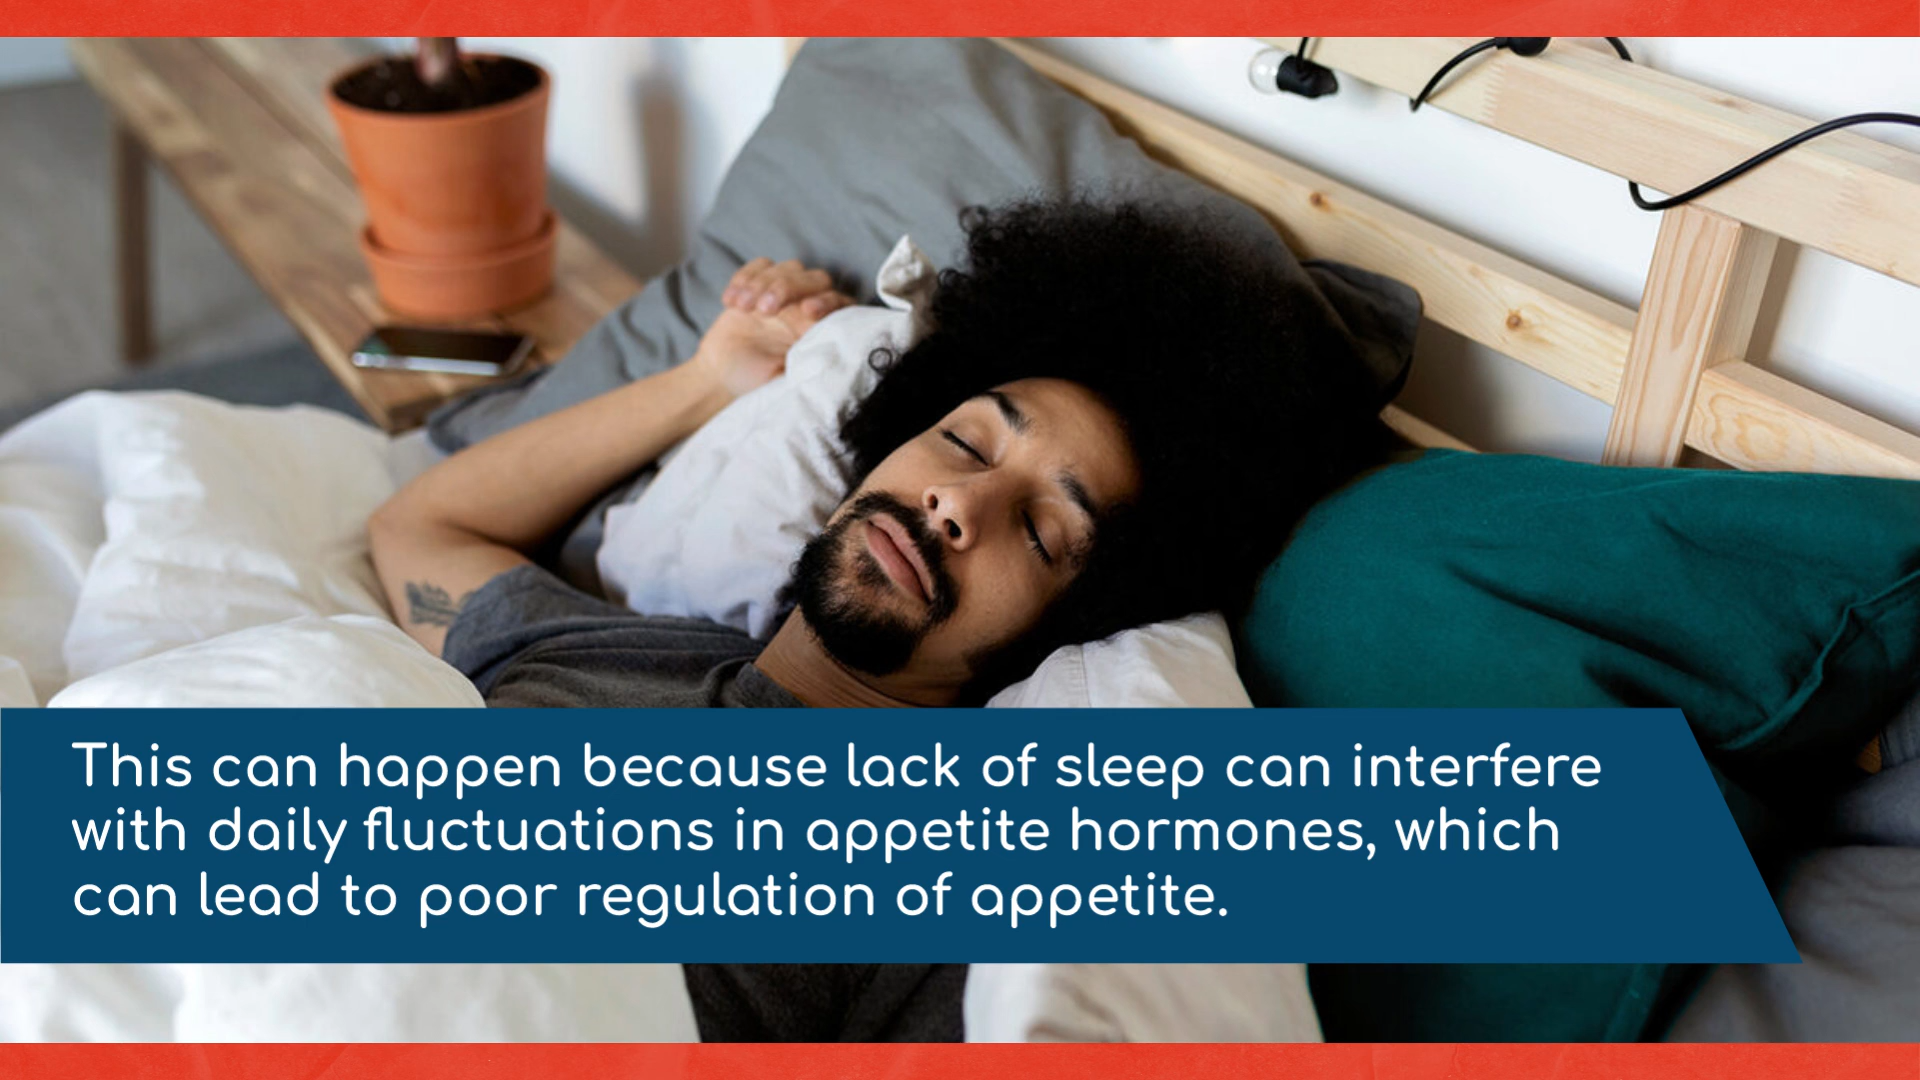 This can happen because lack of sleep can interfere
with daily fluctuations in appetite hormones, which
can lead to poor regulation of appetite.